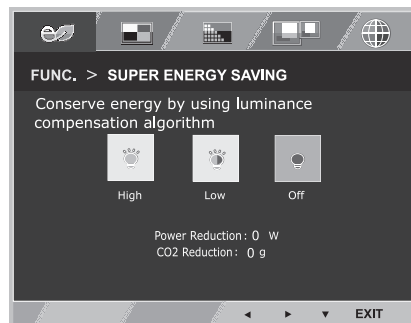 FUNC. > SUPER ENERGY SAVING
Conserve energy by using luminance
compensation algorithm
High Low Off
Power Reduction: 0 W
CO2 Reduction: 0 g
EXIT